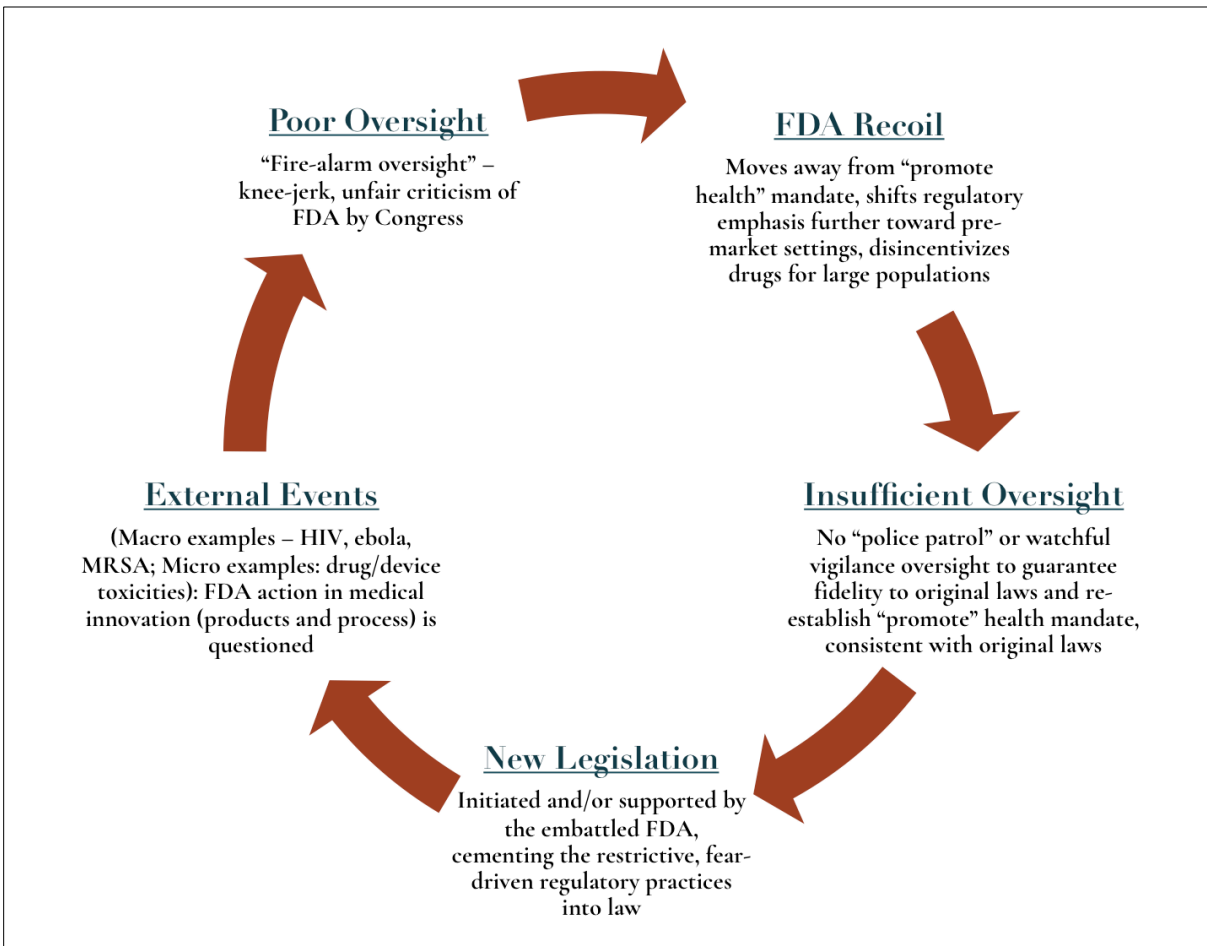 Poor Oversight
“Fire-alarm oversight” –
knee-jerk, unfair criticism of
FDA by Congress
FDA Recoil
Moves away from “promote
health” mandate, shifts regulatory
emphasis further toward pre-
market settings, disincentivizes
drugs for large populations
Insufficient Oversight
No “police patrol” or watchful
vigilance oversight to guarantee
fidelity to original laws and re-
establish “promote” health mandate,
consistent with original laws
New Legislation
Initiated and/or supported by
the embattled FDA,
cementing the restrictive, fear-
driven regulatory practices
into law
External Events
(Macro examples – HIV, ebola,
MRSA; Micro examples: drug/device
toxicities): FDA action in medical
innovation (products and process) is
questioned